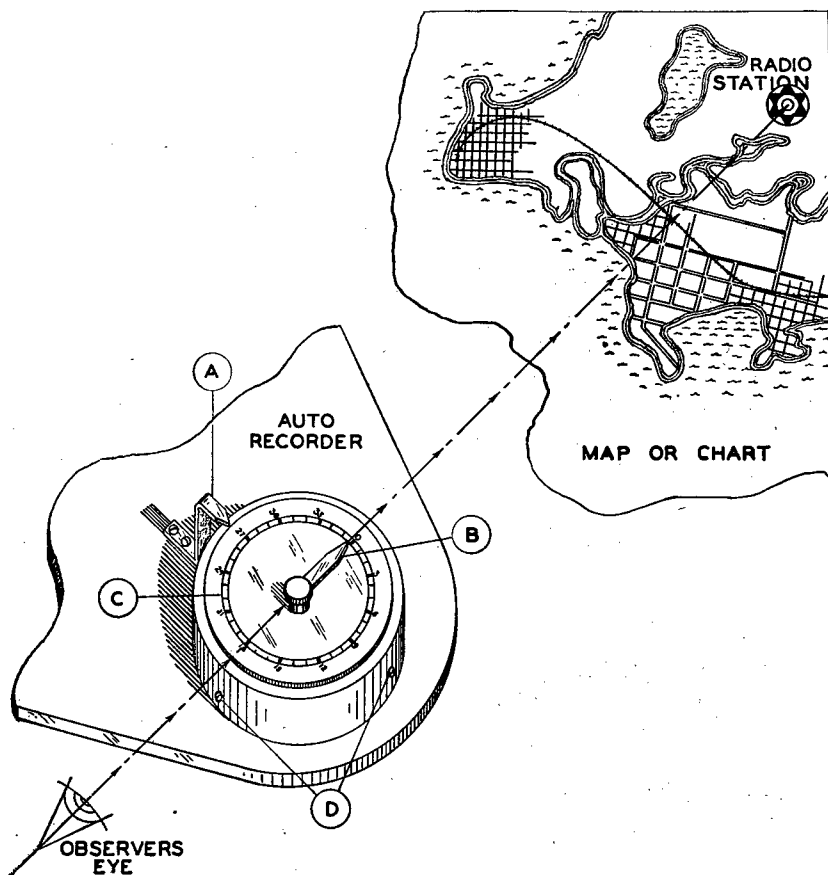 RADIO
STATION
A
AUTO
RECORDER
MAP OR CHART
B
C
D
OBSERVERS
EYE